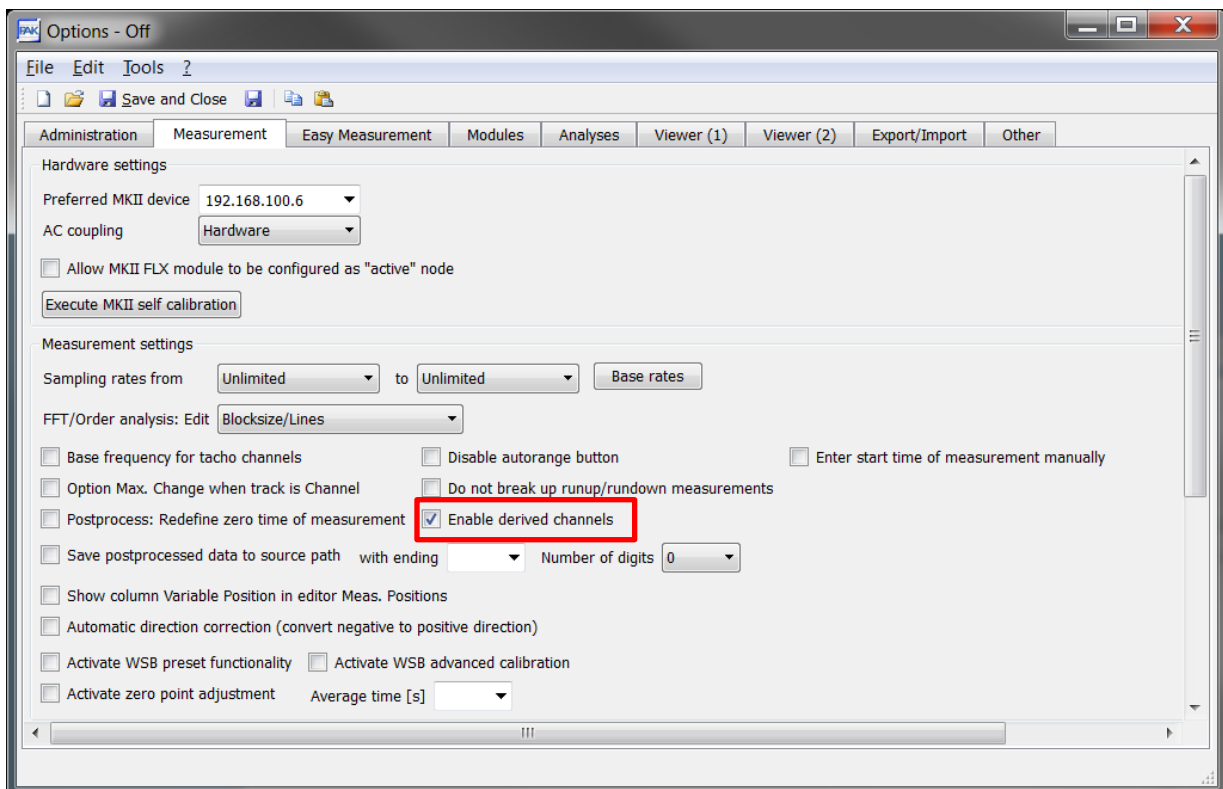 PAK Options - Off
File Edit Tools ?
Save and Close
Administration Measurement Easy Measurement Modules Analyses Viewer (1) Viewer (2) Export/Import Other
Hardware settings
Preferred MKII device 192.168.100.6
AC coupling Hardware
Allow MKII FLX module to be configured as "active" node
Execute MKII self calibration
Measurement settings
Sampling rates from Unlimited to Unlimited Base rates
FFT/Order analysis: Edit Blocksize/Lines
Base frequency for tacho channels Disable autorange button Enter start time of measurement manually
Option Max. Change when track is Channel Do not break up runup/rundown measurements
Postprocess: Redefine zero time of measurement Enable derived channels
Save postprocessed data to source path with ending Number of digits 0
Show column Variable Position in editor Meas. Positions
Automatic direction correction (convert negative to positive direction)
Activate WSB preset functionality Activate WSB advanced calibration
Activate zero point adjustment Average time [s]